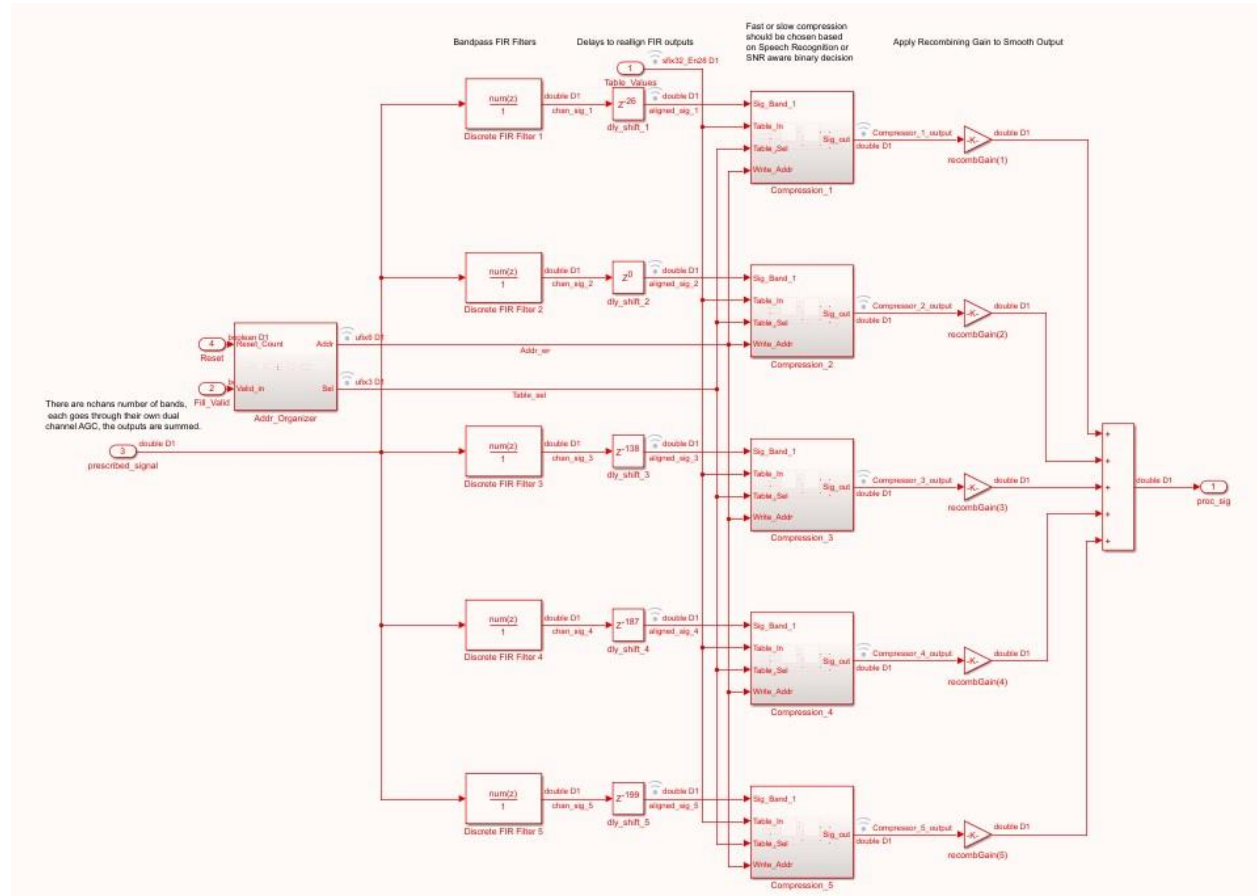 Bandpass FIR Filters
Delays to reallign FIR outputs
Fast or slow compression
should be chosen based
on Speech Recognition or
SNR aware binary decision
Apply Recombining Gain to Smooth Output
1
sfix32_En28 D1
Table_Values
num(z)
1
Discrete FIR Filter 1
double D1
chan_sig_1
z-26
dly_shift_1
double D1
aligned_sig_1
Sig_Band_1
Table_In
Table_Sel
Write_Addr
Sig_out
Compression_1
Compressor_1_output
double D1
-K-
recombGain(1)
double D1
num(z)
1
Discrete FIR Filter 2
double D1
chan_sig_2
z0
dly_shift_2
double D1
aligned_sig_2
Sig_Band_1
Table_In
Table_Sel
Write_Addr
Sig_out
Compression_2
Compressor_2_output
double D1
-K-
recombGain(2)
double D1
4
Reset
boolean D1
Reset_Count
Addr
ufix6 D1
Addr_wr
2
Fill_Valid
Valid_in
Sel
ufix3 D1
Table_sel
Addr_Organizer
There are nchans number of bands,
each goes through their own dual
channel AGC, the outputs are summed.
3
double D1
prescribed_signal
num(z)
1
Discrete FIR Filter 3
double D1
chan_sig_3
z-138
dly_shift_3
double D1
aligned_sig_3
Sig_Band_1
Table_In
Table_Sel
Write_Addr
Sig_out
Compression_3
Compressor_3_output
double D1
-K-
recombGain(3)
double D1
+
+
+
+
+
double D1
1
proc_sig
num(z)
1
Discrete FIR Filter 4
double D1
chan_sig_4
z-187
dly_shift_4
double D1
aligned_sig_4
Sig_Band_1
Table_In
Table_Sel
Write_Addr
Sig_out
Compression_4
Compressor_4_output
double D1
-K-
recombGain(4)
double D1
num(z)
1
Discrete FIR Filter 5
double D1
chan_sig_5
z-199
dly_shift_5
double D1
aligned_sig_5
Sig_Band_1
Table_In
Table_Sel
Write_Addr
Sig_out
Compression_5
Compressor_5_output
double D1
-K-
recombGain(5)
double D1